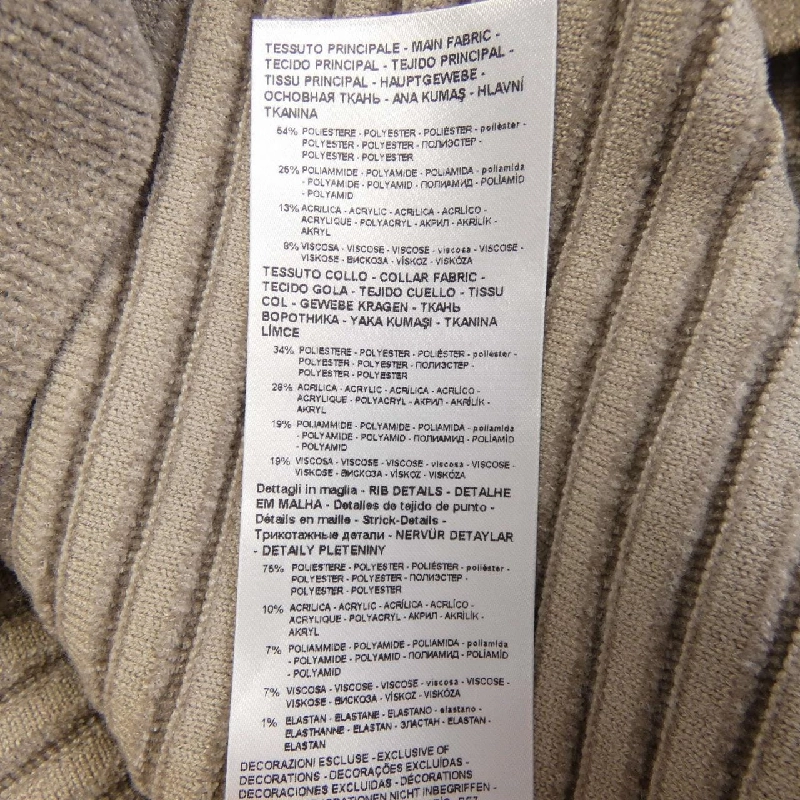 TESSUTO PRINCIPALE - MAIN FABRIC -
TECIDO PRINCIPAL - TEJIDO PRINCIPAL -
TISSU PRINCIPAL - HAUPTGEWEBE -
ОСНОВНАЯ ТКАНЬ - ANA KUMAŞ - HLAVNÍ
TKANINA
54% POLIESTERE - POLYESTER - POLIÉSTER - poliéster -
POLYESTER - POLYESTER - ПОЛИЭСТЕР -
POLYESTER - POLYESTER
25% POLIAMMIDE - POLYAMIDE - POLIAMIDA - poliamida
- POLYAMIDE - POLYAMID - ПОЛИАМИД - POLİAMİD
- POLYAMID
13% ACRILICA - ACRYLIC - ACRÍLICA - ACRÍLICO -
ACRYLIQUE - POLYACRYL - АКРИЛ - AKRİLİK -
AKRYL
8% VISCOSA - VISCOSE - VISCOSE - viscosa - VISCOSE -
VISKOSE - ВИСКОЗА - VİSKOZ - VISKÓZA
TESSUTO COLLO - COLLAR FABRIC -
TECIDO GOLA - TEJIDO CUELLO - TISSU
COL - GEWEBE KRAGEN - ТКАНЬ
ВОРОТНИКА - YAKA KUMAŞI - TKANINA
LÍMCE
34% POLIESTERE - POLYESTER - POLIÉSTER - poliéster -
POLYESTER - POLYESTER - ПОЛИЭСТЕР -
POLYESTER - POLYESTER
28% ACRILICA - ACRYLIC - ACRÍLICA - ACRÍLICO -
ACRYLIQUE - POLYACRYL - АКРИЛ - AKRİLİK -
AKRYL
19% POLIAMMIDE - POLYAMIDE - POLIAMIDA - poliamida
- POLYAMIDE - POLYAMID - ПОЛИАМИД - POLİAMİD
- POLYAMID
19% VISCOSA - VISCOSE - VISCOSE - viscosa - VISCOSE -
VISKOSE - ВИСКОЗА - VİSKOZ - VISKÓZA
Dettagli in maglia - RIB DETAILS - DETALHE
EM MALHA - Detalles de tejido de punto -
Détails en maille - Strick-Details -
Трикотажные детали - NERVÜR DETAYLAR
- DETAILY PLETENINY
75% POLIESTERE - POLYESTER - POLIÉSTER - poliéster -
POLYESTER - POLYESTER - ПОЛИЭСТЕР -
POLYESTER - POLYESTER
10% ACRILICA - ACRYLIC - ACRÍLICA - ACRÍLICO -
ACRYLIQUE - POLYACRYL - АКРИЛ - AKRİLİK -
AKRYL
7% POLIAMMIDE - POLYAMIDE - POLIAMIDA - poliamida
- POLYAMIDE - POLYAMID - ПОЛИАМИД - POLİAMİD
- POLYAMID
7% VISCOSA - VISCOSE - VISCOSE - viscosa - VISCOSE -
VISKOSE - ВИСКОЗА - VİSKOZ - VISKÓZA
1% ELASTAN - ELASTANE - ELASTANO - elastano -
ELASTHANNE - ELASTAN - ЭЛАСТАН - ELASTAN -
ELASTAN
DECORAZIONI ESCLUSE - EXCLUSIVE OF
DECORATIONS - DECORAÇÕES EXCLUÍDAS -
DECORACIONES EXCLUIDAS - DÉCORATIONS
NICHT INBEGRIFFEN -